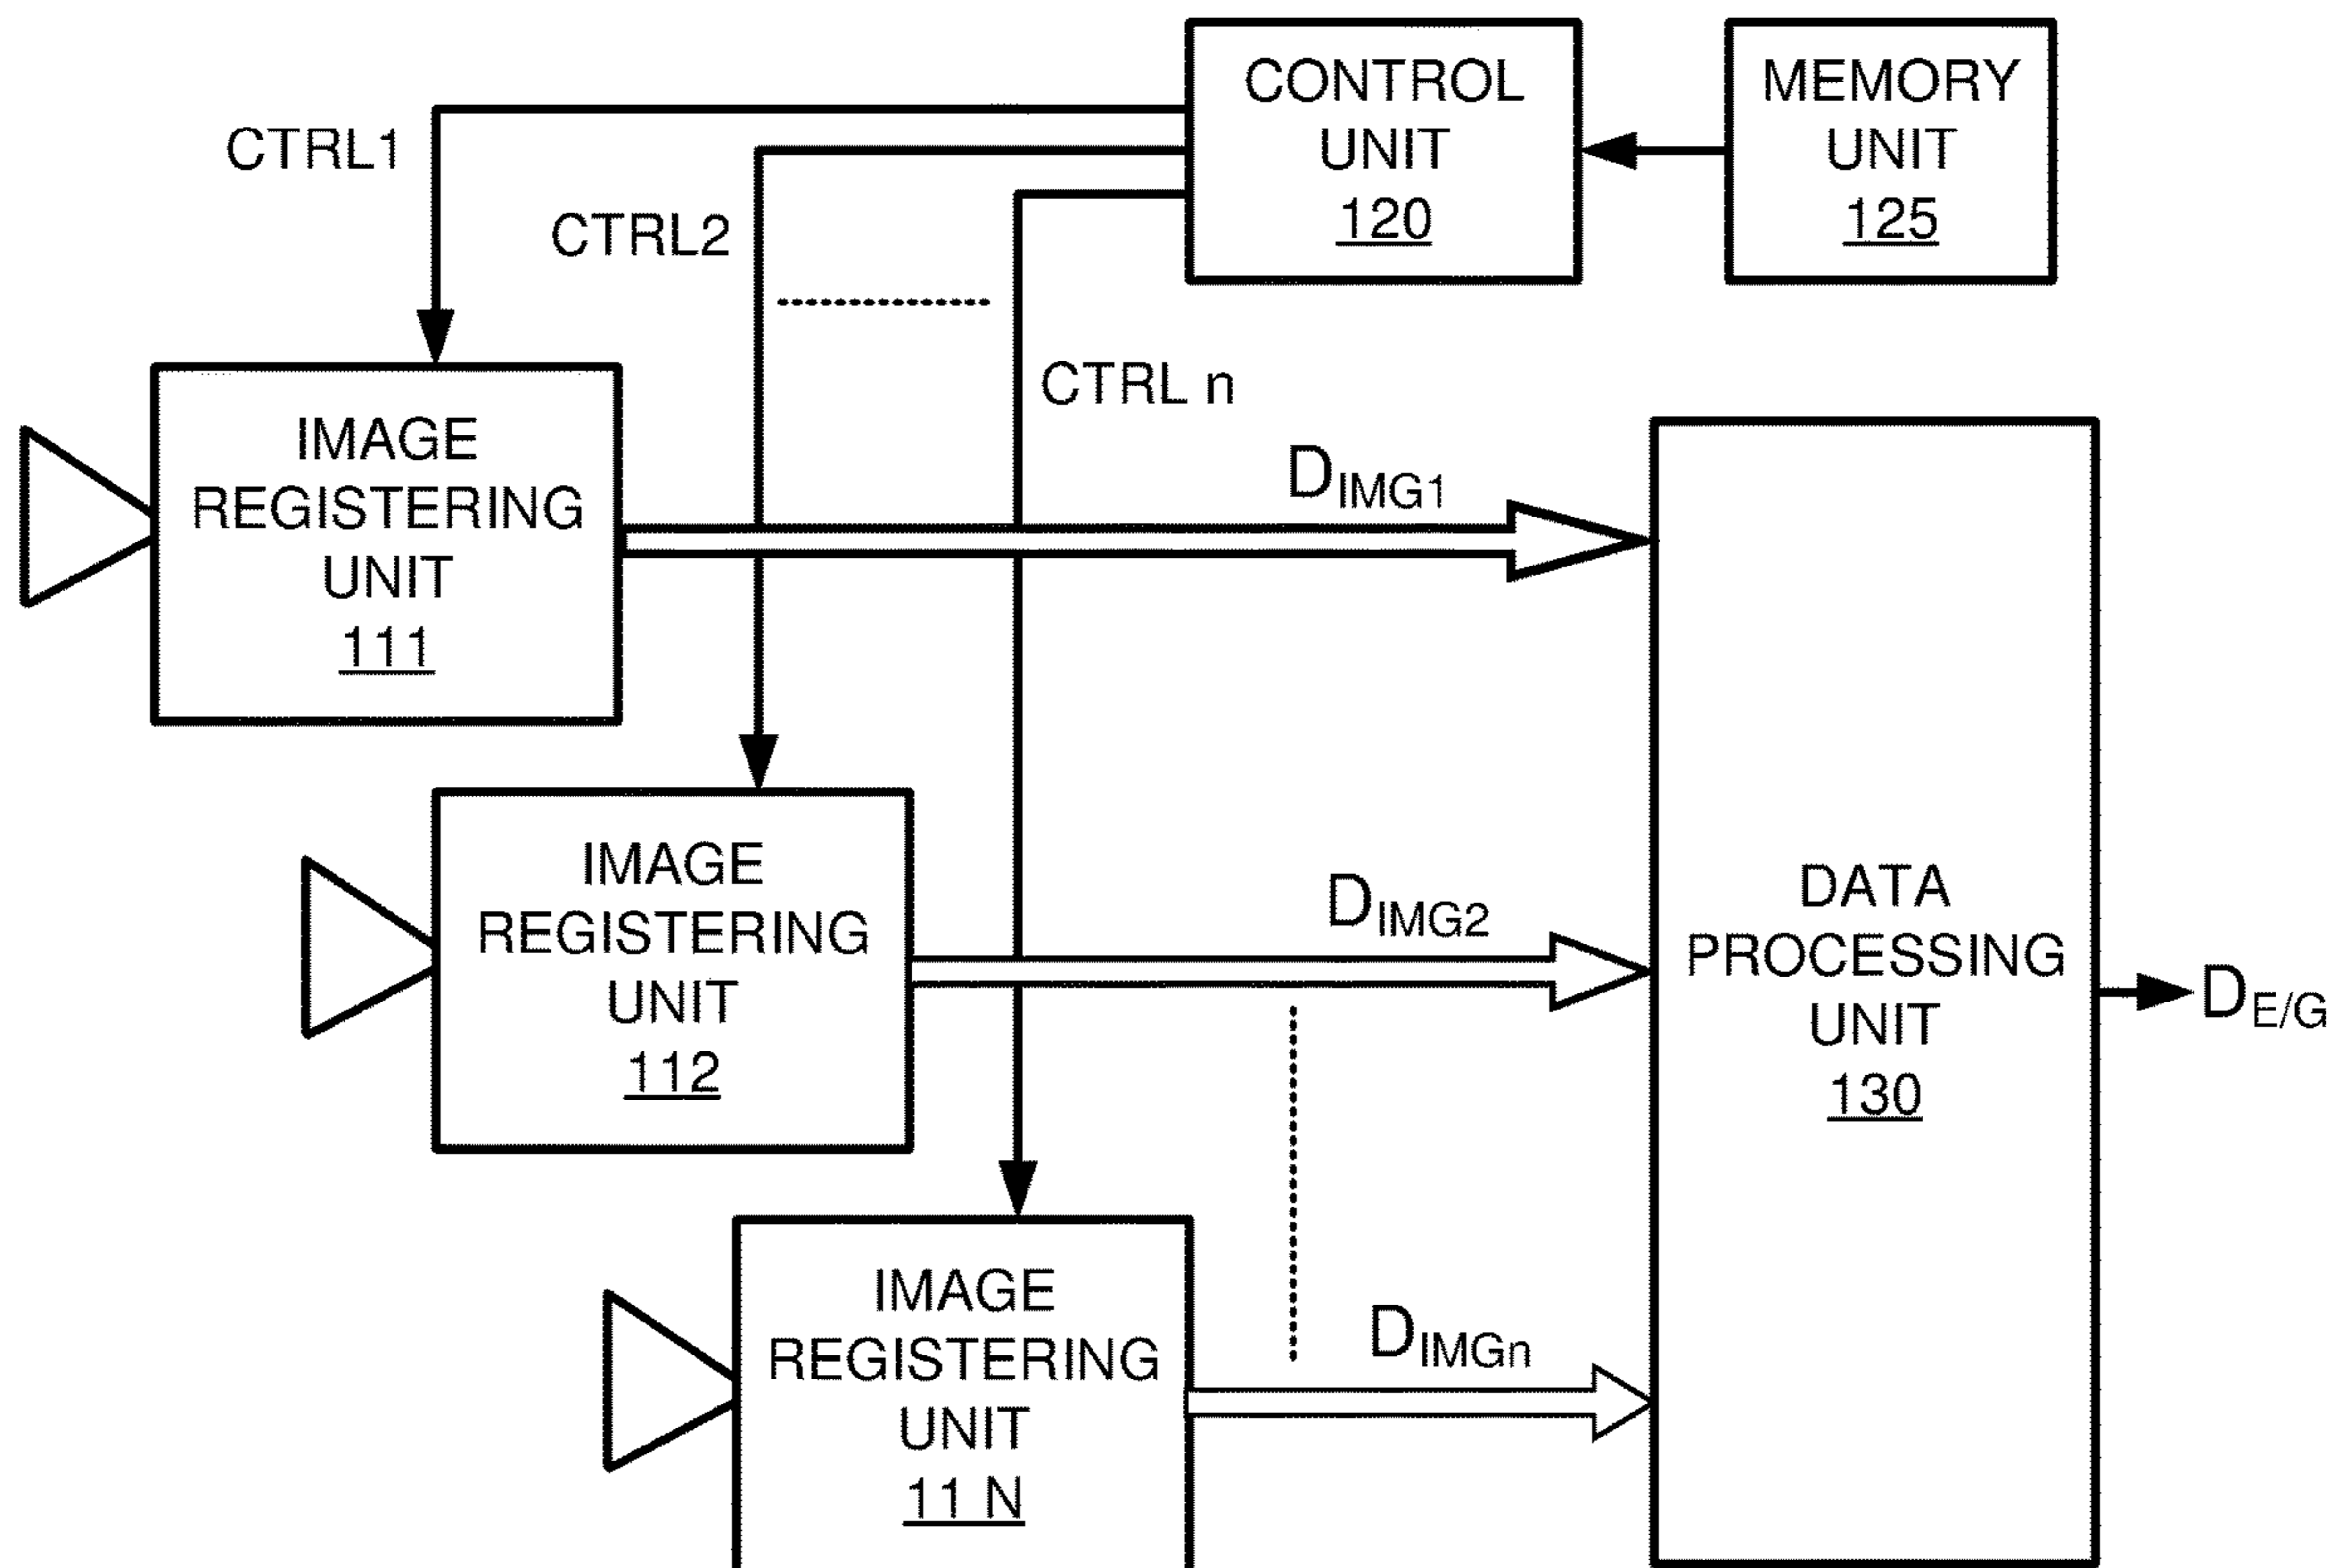 CONTROL
UNIT
120
MEMORY
UNIT
125
CTRL1
CTRL2
CTRL n
IMAGE
REGISTERING
UNIT
111
DIMG1
IMAGE
REGISTERING
UNIT
112
DIMG2
DATA
PROCESSING
UNIT
130
DE/G
IMAGE
REGISTERING
UNIT
11 N
DIMGn